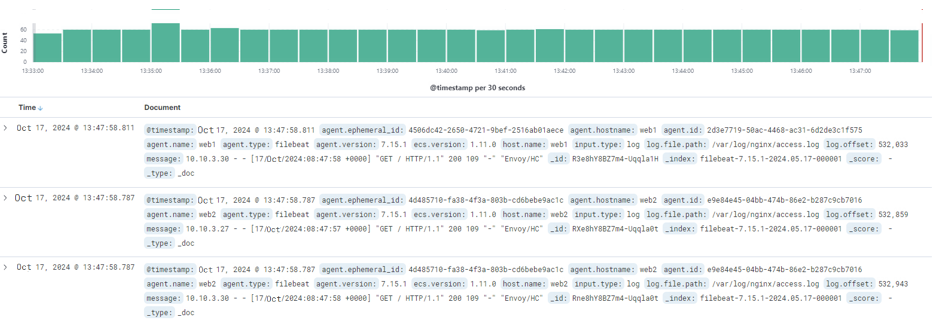 Count
60
40
20
0
13:33:00 13:34:00 13:35:00 13:36:00 13:37:00 13:38:00 13:39:00 13:40:00 13:41:00 13:42:00 13:43:00 13:44:00 13:45:00 13:46:00 13:47:00
@timestamp per 30 seconds
Time Document
Oct 17, 2024 @ 13:47:58.811 @timestamp: Oct 17, 2024 @ 13:47:58.811 agent.ephemeral_id: 4506dc42-2650-4721-9bef-2516ab01aece agent.hostname: web1 agent.id: 2d3e7719-50ac-4468-ac31-6d2de3c1f575
agent.name: web1 agent.type: filebeat agent.version: 7.15.1 ecs.version: 1.11.0 host.name: web1 input.type: log log.file.path: /var/log/nginx/access.log log.offset: 532,033
message: 10.10.3.30 - - [17/Oct/2024:08:47:58 +0000] "GET / HTTP/1.1" 200 109 "-" "Envoy/HC" _id: R3e8hY8BZ7m4-Uqqla1H _index: filebeat-7.15.1-2024.05.17-000001 _score: -
_type: _doc
Oct 17, 2024 @ 13:47:58.787 @timestamp: Oct 17, 2024 @ 13:47:58.787 agent.ephemeral_id: 4d485710-fa38-4f3a-803b-cd6bebe9ac1c agent.hostname: web2 agent.id: e9e84e45-04bb-474b-86e2-b287c9cb7016
agent.name: web2 agent.type: filebeat agent.version: 7.15.1 ecs.version: 1.11.0 host.name: web2 input.type: log log.file.path: /var/log/nginx/access.log log.offset: 532,859
message: 10.10.3.27 - - [17/Oct/2024:08:47:57 +0000] "GET / HTTP/1.1" 200 109 "-" "Envoy/HC" _id: RXe8hY8BZ7m4-Uqqla0t _index: filebeat-7.15.1-2024.05.17-000001 _score: -
_type: _doc
Oct 17, 2024 @ 13:47:58.787 @timestamp: Oct 17, 2024 @ 13:47:58.787 agent.ephemeral_id: 4d485710-fa38-4f3a-803b-cd6bebe9ac1c agent.hostname: web2 agent.id: e9e84e45-04bb-474b-86e2-b287c9cb7016
agent.name: web2 agent.type: filebeat agent.version: 7.15.1 ecs.version: 1.11.0 host.name: web2 input.type: log log.file.path: /var/log/nginx/access.log log.offset: 532,943
message: 10.10.3.30 - - [17/Oct/2024:08:47:58 +0000] "GET / HTTP/1.1" 200 109 "-" "Envoy/HC" _id: Rne8hY8BZ7m4-Uqqla0t _index: filebeat-7.15.1-2024.05.17-000001 _score: -
_type: _doc